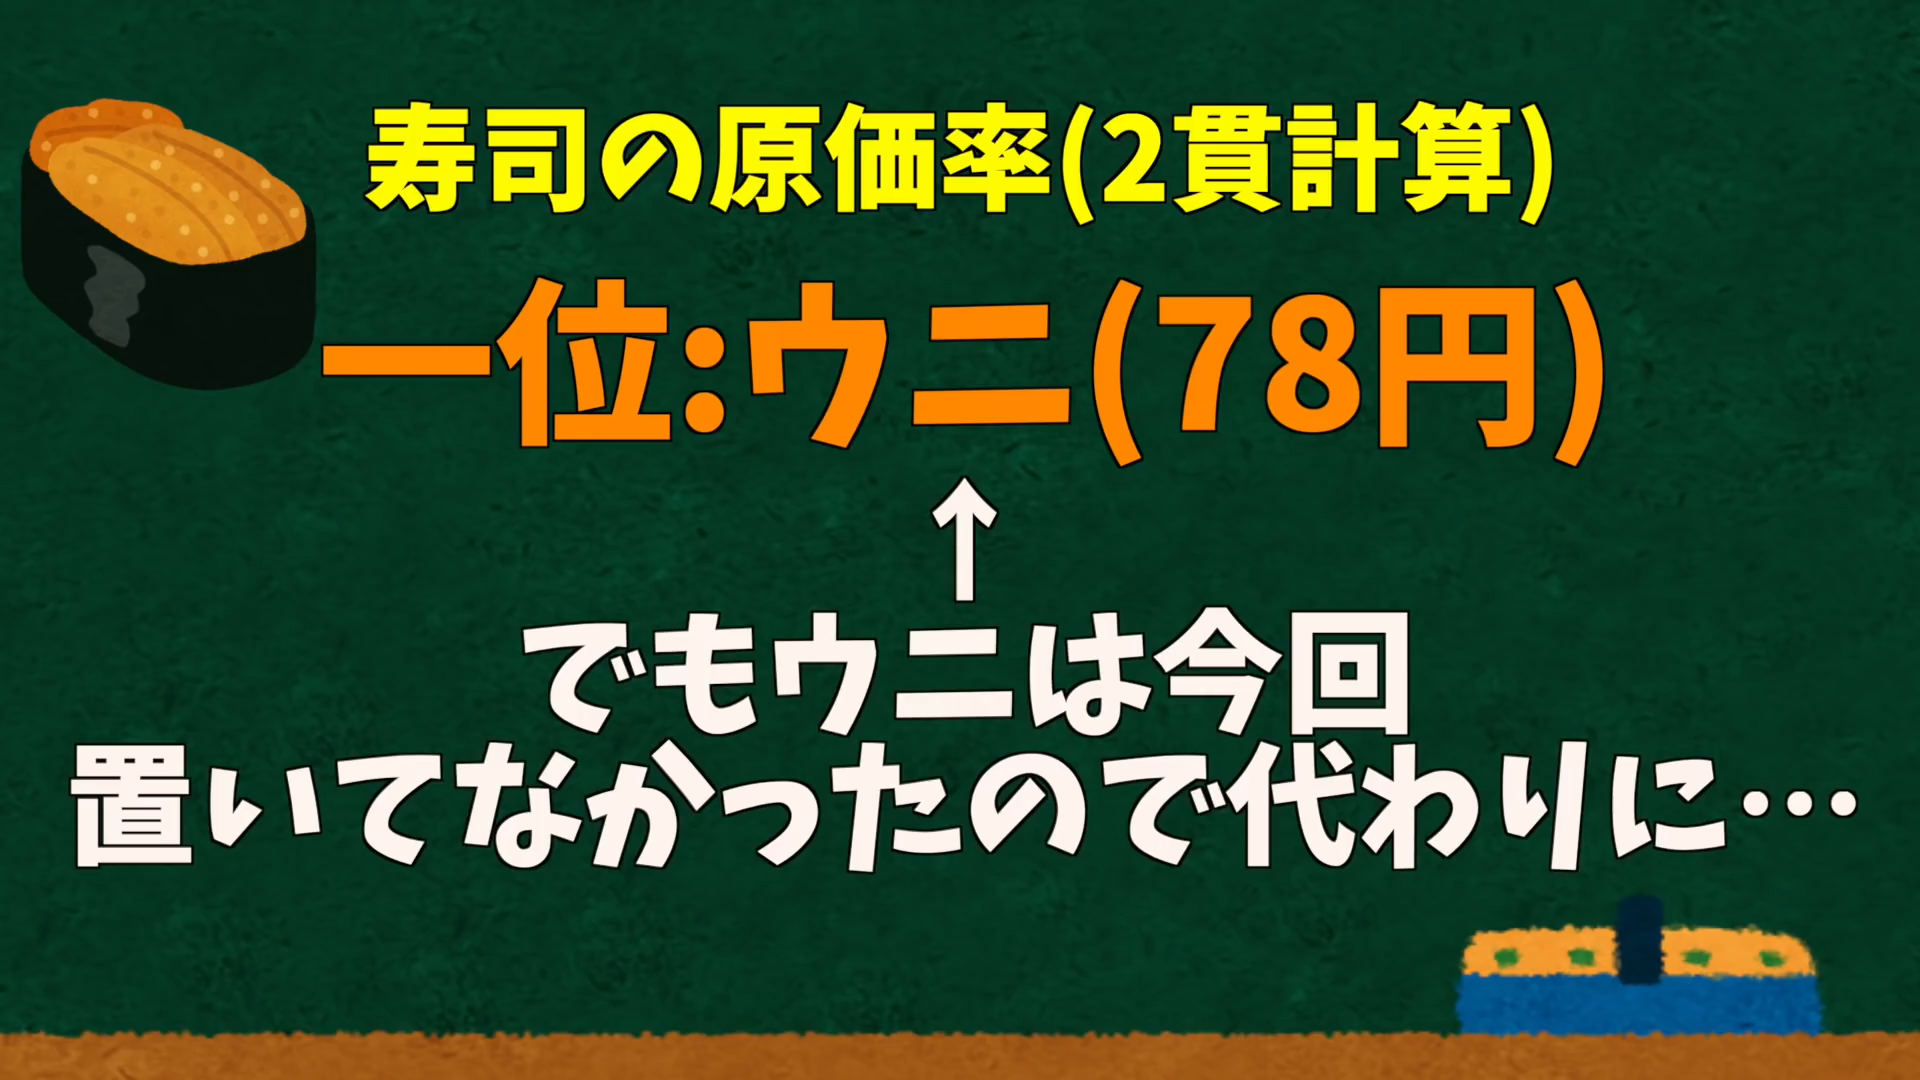 寿司の原価率(2貫計算)
一位:ウニ(78円)
↑
でもウニは今回
置いてなかったので代わりに…